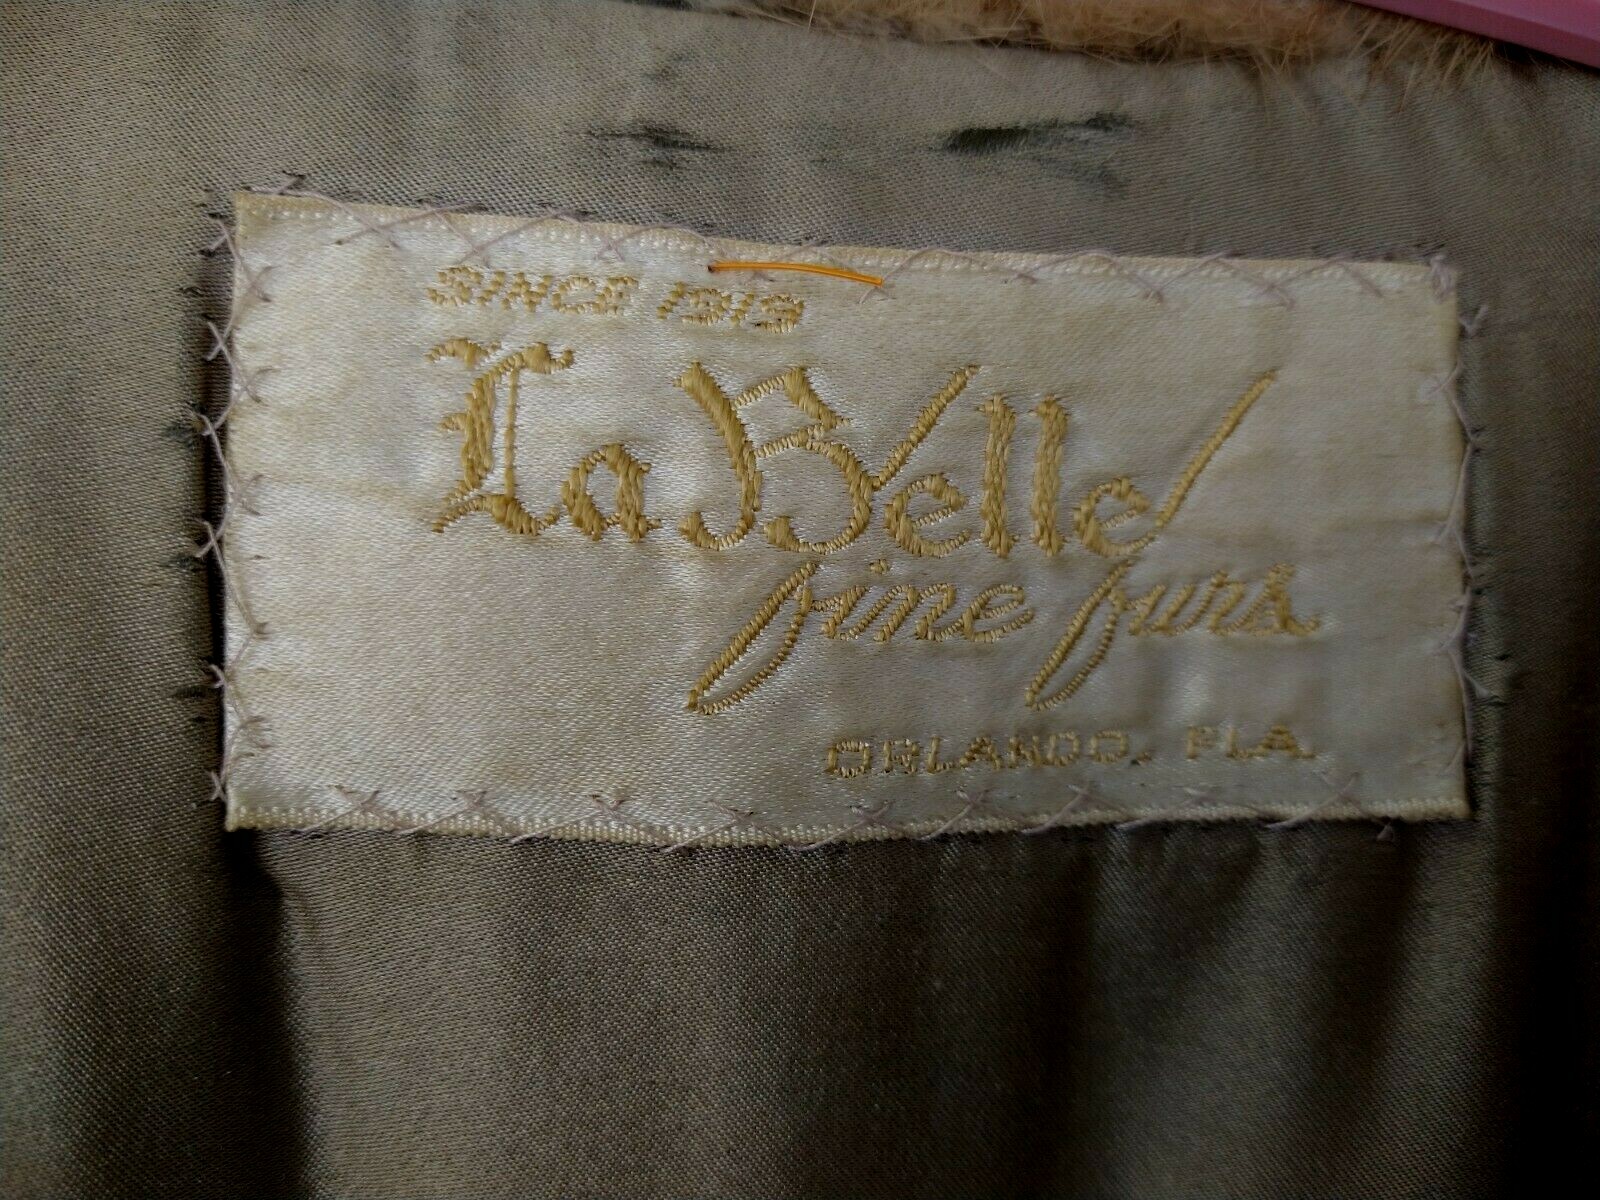 SINCE 1919
La Belle
fine furs
ORLANDO, FLA.